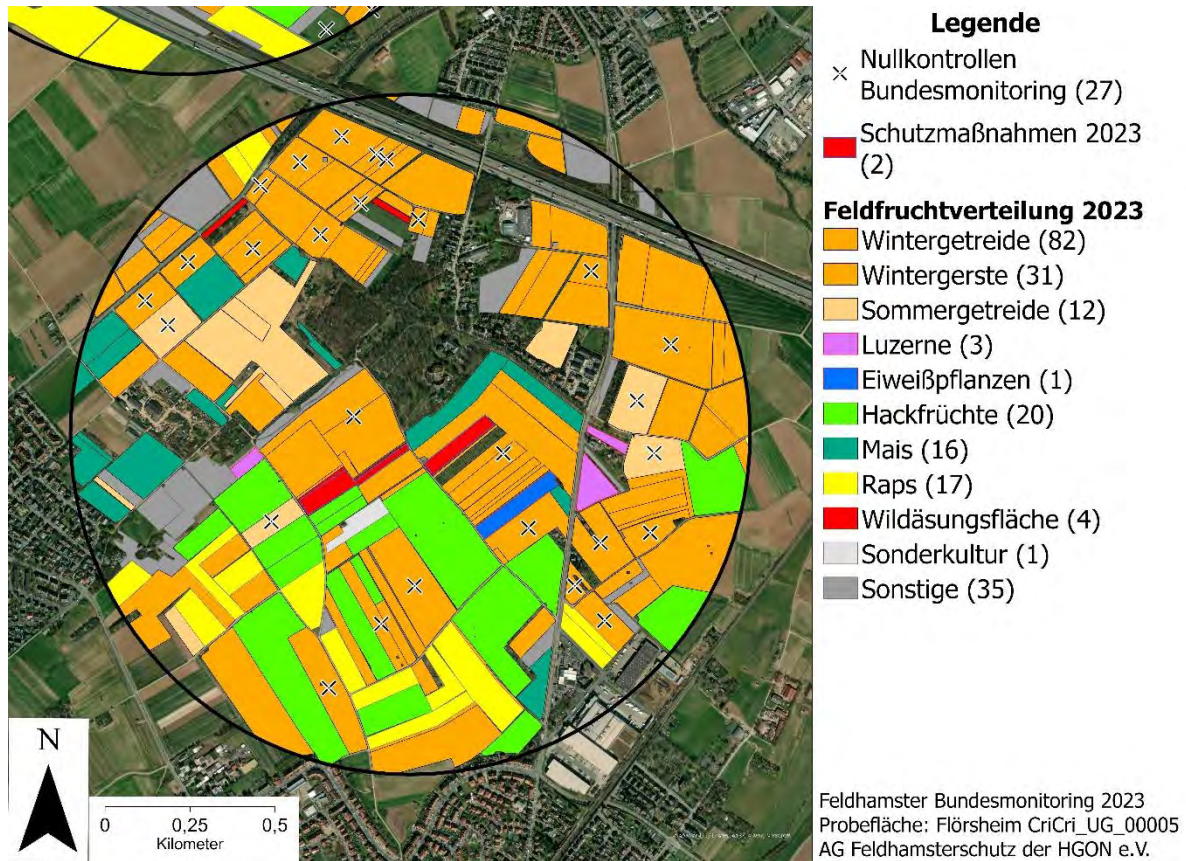 Legende
Nullkontrollen
Bundesmonitoring (27)
Schutzmaßnahmen 2023
(2)
Feldfruchtverteilung 2023
Wintergetreide (82)
Wintergerste (31)
Sommergetreide (12)
Luzerne (3)
Eiweißpflanzen (1)
Hackfrüchte (20)
Mais (16)
Raps (17)
Wildäsungsfläche (4)
Sonderkultur (1)
Sonstige (35)
N
0 0,25 0,5
Kilometer
Feldhamster Bundesmonitoring 2023
Probefläche: Flörsheim CriCri_UG_00005
AG Feldhamsterschutz der HGON e.V.